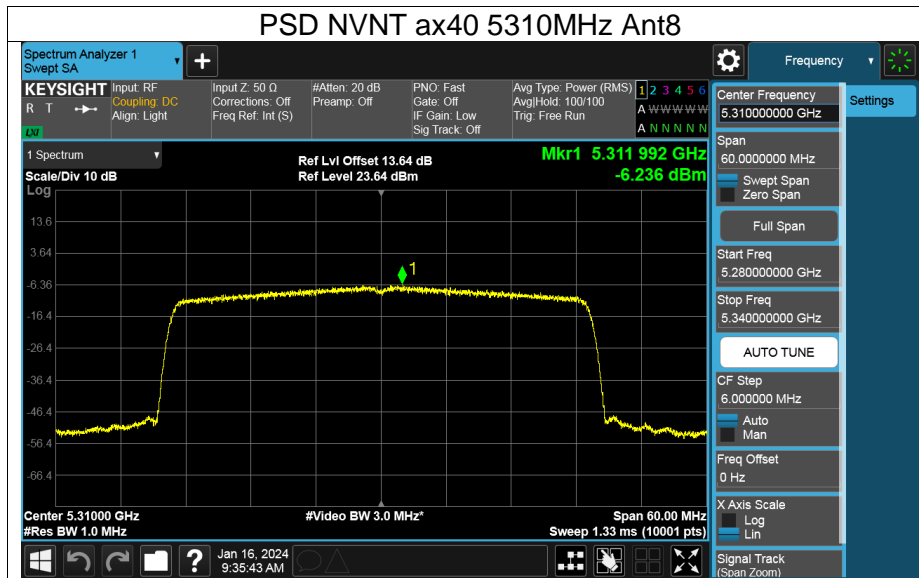 PSD NVNT ax40 5310MHz Ant8
Spectrum Analyzer 1
Swept SA
+
Frequency
KEYSIGHT
R T
LXI
Input: RF
Coupling: DC
Align: Light
Input Z: 50 Ω
Corrections: Off
Freq Ref: Int (S)
#Atten: 20 dB
Preamp: Off
PNO: Fast
Gate: Off
IF Gain: Low
Sig Track: Off
Avg Type: Power (RMS)
Avg|Hold: 100/100
Trig: Free Run
1 2 3 4 5 6
A W W W W W
A N N N N N
1 Spectrum
Scale/Div 10 dB
Ref Lvl Offset 13.64 dB
Ref Level 23.64 dBm
Mkr1 5.311 992 GHz
-6.236 dBm
Log
13.6
3.64
-6.36
-16.4
-26.4
-36.4
-46.4
-56.4
-66.4
1
Center 5.31000 GHz
#Res BW 1.0 MHz
#Video BW 3.0 MHz*
Span 60.00 MHz
Sweep 1.33 ms (10001 pts)
Center Frequency
5.310000000 GHz
Settings
Span
60.0000000 MHz
Swept Span
Zero Span
Full Span
Start Freq
5.280000000 GHz
Stop Freq
5.340000000 GHz
AUTO TUNE
CF Step
6.000000 MHz
Auto
Man
Freq Offset
0 Hz
X Axis Scale
Log
Lin
Signal Track
(Span Zoom)
?
Jan 16, 2024
9:35:43 AM